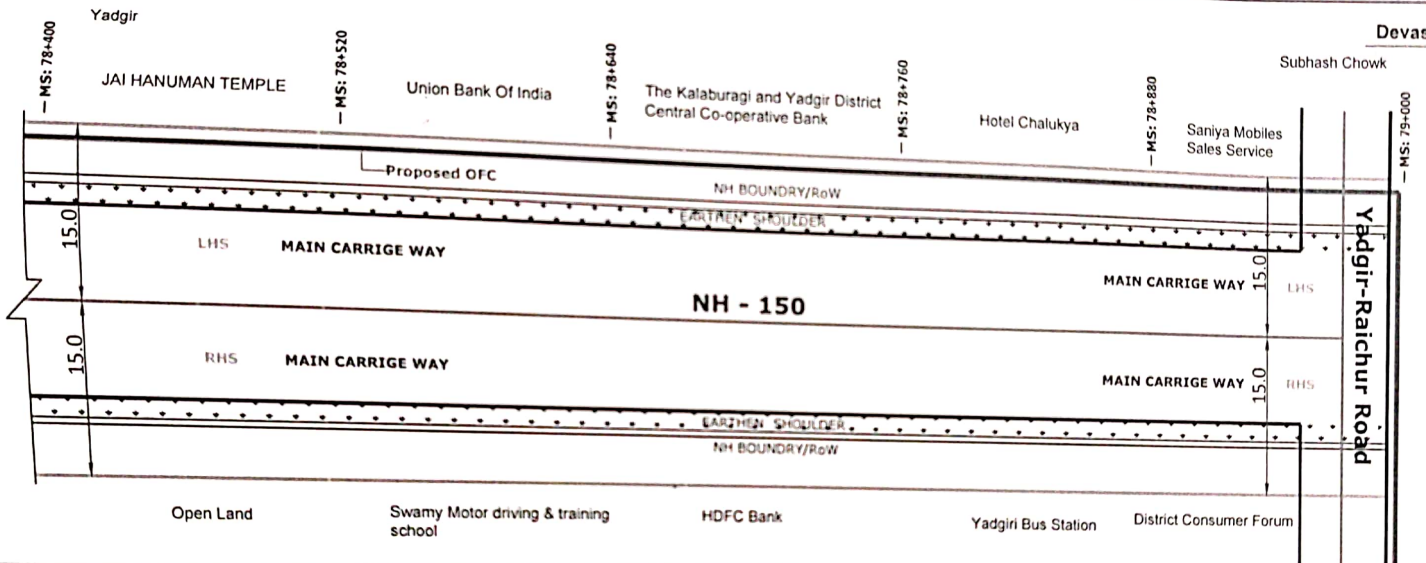 Yadgir
Devas
Subhash Chowk
MS: 78+400
MS: 78+520
MS: 78+640
MS: 78+760
MS: 78+880
MS: 79+000
JAI HANUMAN TEMPLE
Union Bank Of India
The Kalaburagi and Yadgir District
Central Co-operative Bank
Hotel Chalukya
Saniya Mobiles
Sales Service
Proposed OFC
NH BOUNDRY/RoW
EARTHEN SHOULDER
15.0
LHS
MAIN CARRIGE WAY
MAIN CARRIGE WAY
15.0
LHS
NH - 150
Yadgir-Raichur Road
15.0
RHS
MAIN CARRIGE WAY
MAIN CARRIGE WAY
15.0
RHS
EARTHEN SHOULDER
NH BOUNDRY/RoW
Open Land
Swamy Motor driving & training
school
HDFC Bank
Yadgiri Bus Station
District Consumer Forum